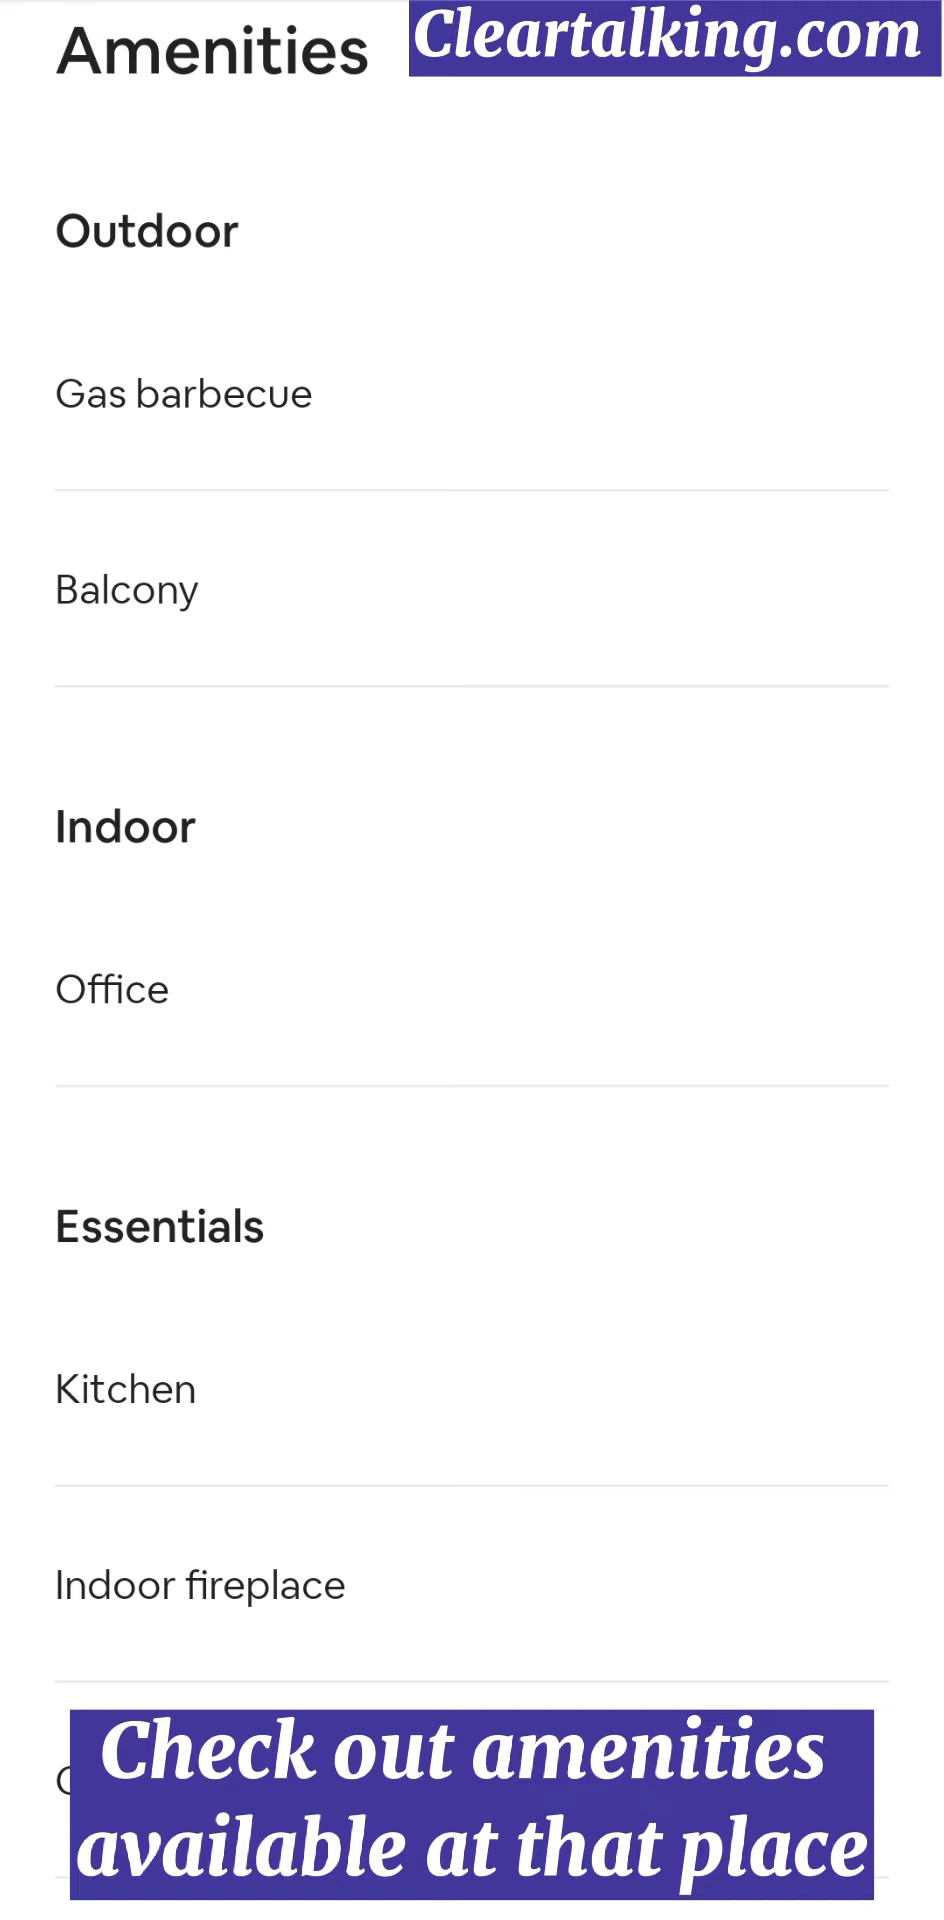 Amenities
Cleartalking.com
Outdoor
Gas barbecue
Balcony
Indoor
Office
Essentials
Kitchen
Indoor fireplace
Check out amenities
available at that place